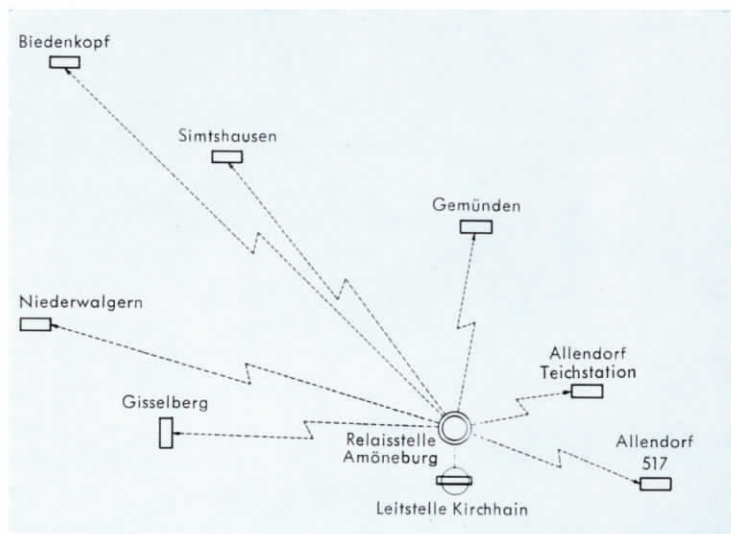 Biedenkopf
Simtshausen
Gemünden
Niederwalgern
Allendorf
Teichstation
Gisselberg
Relaisstelle
Amöneburg
Allendorf
517
Leitstelle Kirchhain